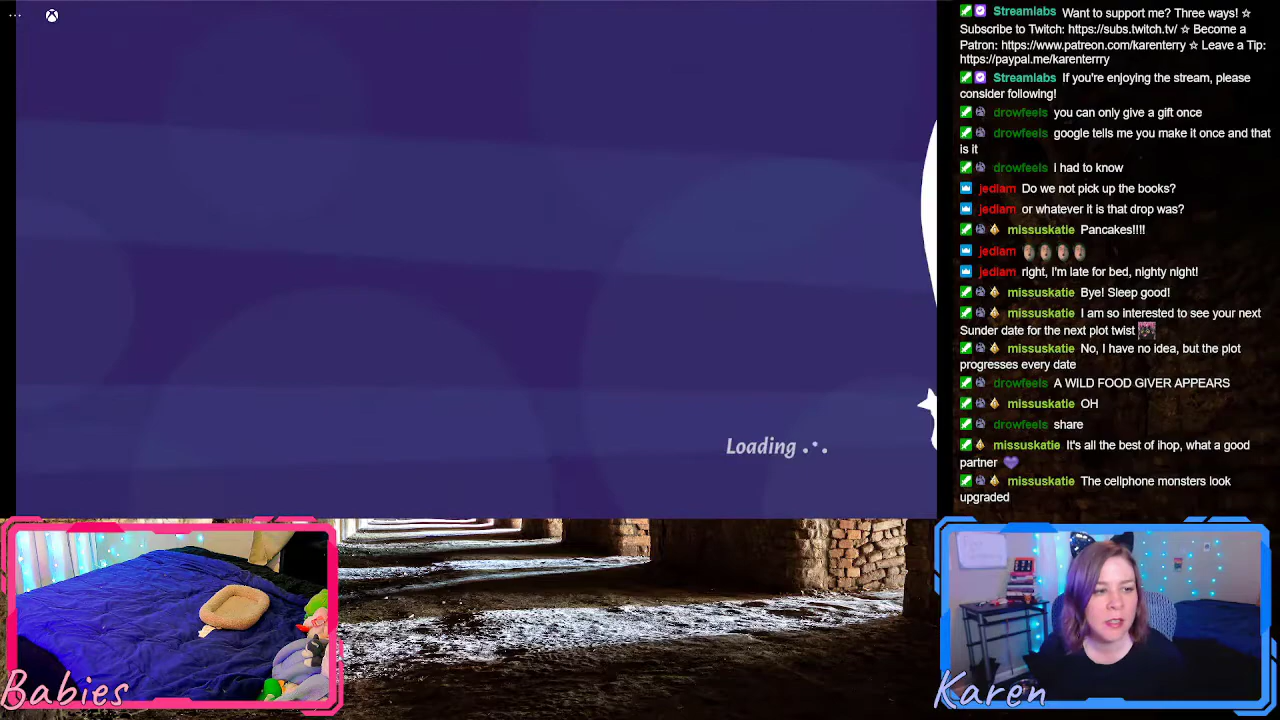 Loading
Streamlabs Want to support me? Three ways! ☆
Subscribe to Twitch: https://subs.twitch.tv/ ☆ Become a
Patron: https://www.patreon.com/karenterry ☆ Leave a Tip:
https://paypal.me/karenterrry
Streamlabs If you're enjoying the stream, please
consider following!
drowfeels you can only give a gift once
drowfeels google tells me you make it once and that
is it
drowfeels I had to know
jedlam Do we not pick up the books?
jedlam or whatever it is that drop was?
missuskatie Pancakes!!!!
jedlam
jedlam right, I'm late for bed, nighty night!
missuskatie Bye! Sleep good!
missuskatie I am so interested to see your next
Sunder date for the next plot twist
missuskatie No, I have no idea, but the plot
progresses every date
drowfeels A WILD FOOD GIVER APPEARS
missuskatie OH
drowfeels share
missuskatie It's all the best of ihop, what a good
partner
missuskatie The cellphone monsters look
upgraded
Babies
Karen